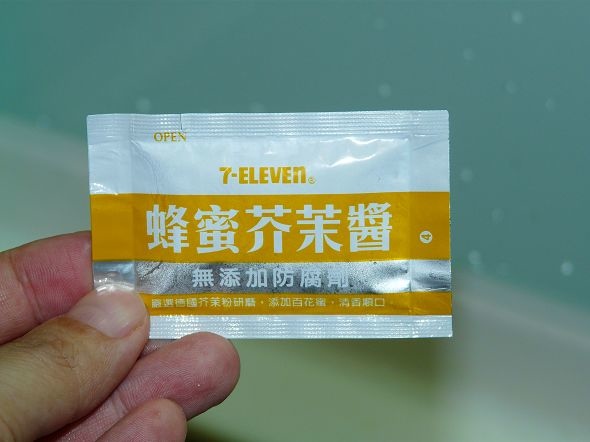 OPEN
7-ELEVEn®
蜂蜜芥茉醬
4
無添加防腐劑
嚴選德國芥茉粉研磨，添加百花蜜，清香順口